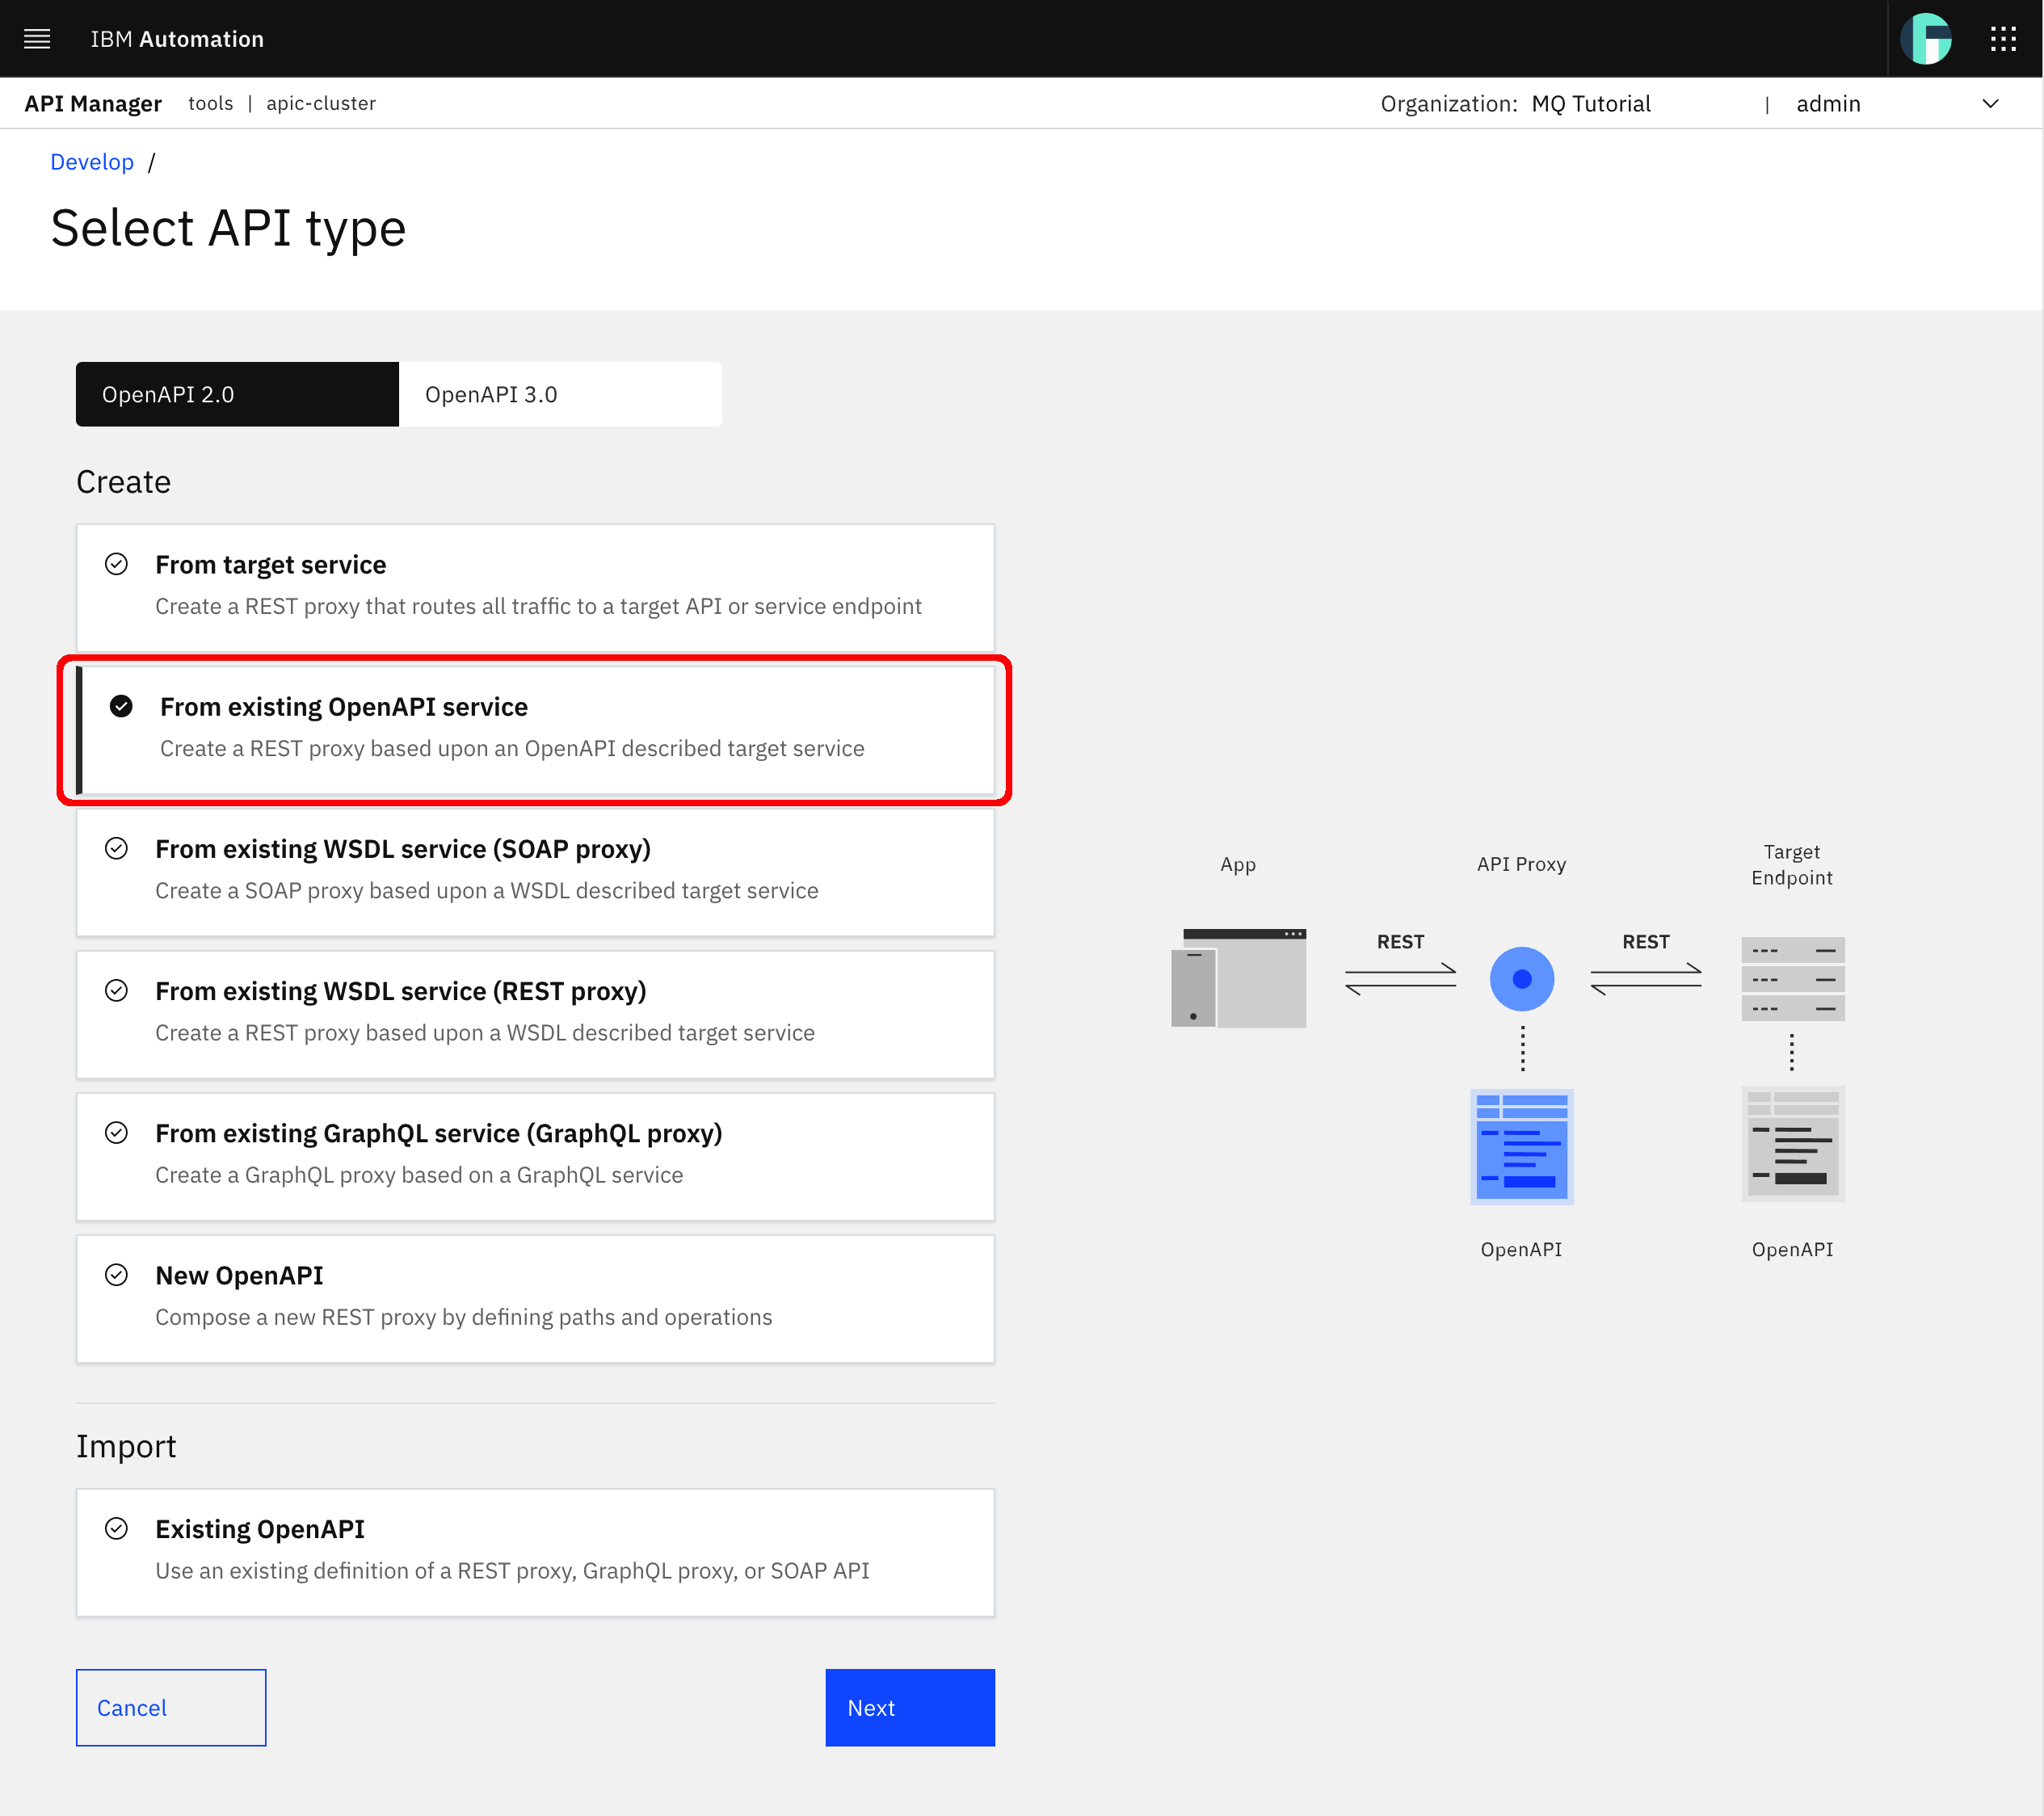 IBM Automation
API Manager tools | apic-cluster Organization: MQ Tutorial | admin
Develop /
Select API type
OpenAPI 2.0 OpenAPI 3.0
Create
From target service
Create a REST proxy that routes all traffic to a target API or service endpoint
From existing OpenAPI service
Create a REST proxy based upon an OpenAPI described target service
From existing WSDL service (SOAP proxy)
Create a SOAP proxy based upon a WSDL described target service
From existing WSDL service (REST proxy)
Create a REST proxy based upon a WSDL described target service
From existing GraphQL service (GraphQL proxy)
Create a GraphQL proxy based on a GraphQL service
New OpenAPI
Compose a new REST proxy by defining paths and operations
Import
Existing OpenAPI
Use an existing definition of a REST proxy, GraphQL proxy, or SOAP API
Cancel Next
App API Proxy Target
Endpoint
REST REST
OpenAPI OpenAPI